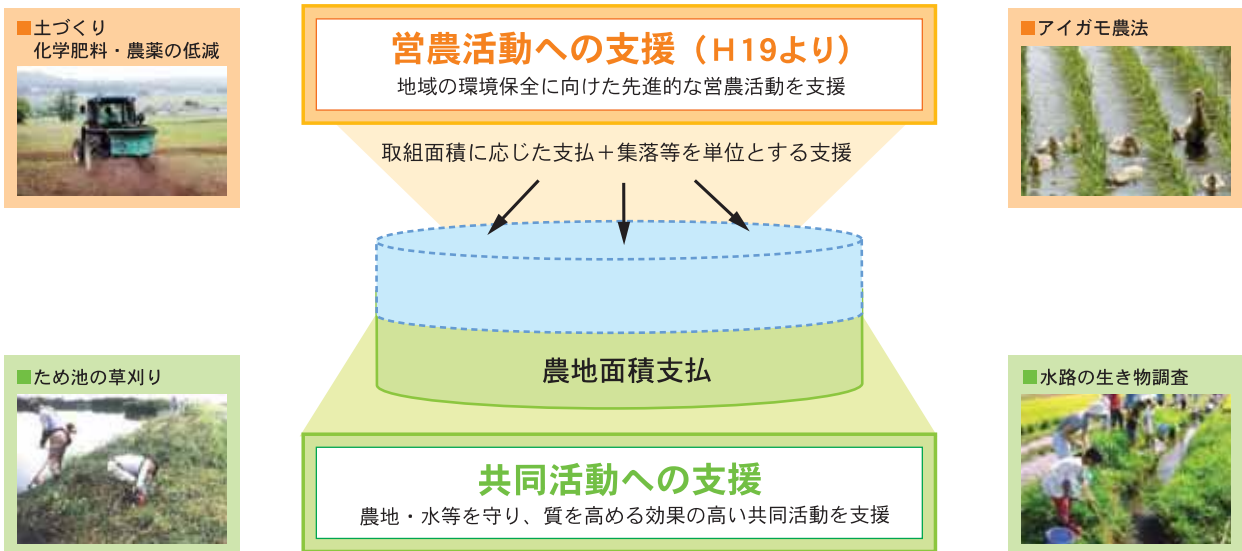 ■土づくり
化学肥料・農薬の低減
営農活動への支援（H19より）
地域の環境保全に向けた先進的な営農活動を支援
■アイガモ農法
取組面積に応じた支払＋集落等を単位とする支援
農地面積支払
■ため池の草刈り
■水路の生き物調査
共同活動への支援
農地・水等を守り、質を高める効果の高い共同活動を支援